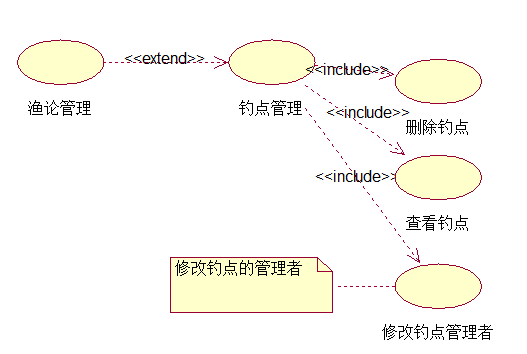 <<extend>>
<<include>>
渔论管理
钓点管理
<<include>>
删除钓点
<<include>>
查看钓点
修改钓点的管理者
修改钓点管理者